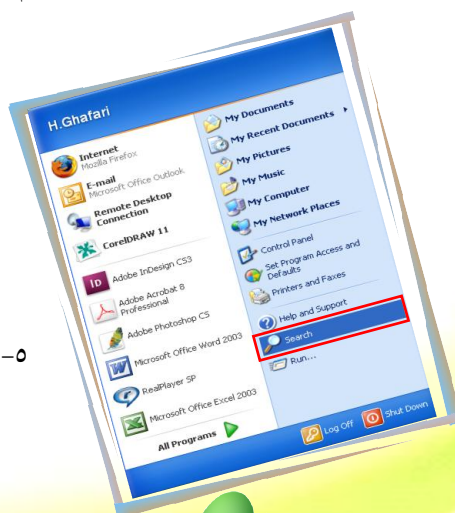 H.Ghafari
Internet
Mozilla Firefox
E-mail
Microsoft Office Outlook
Remote Desktop
Connection
CorelDRAW 11
Adobe InDesign CS3
Adobe Acrobat 8
Professional
Adobe Photoshop CS
Microsoft Office Word 2003
RealPlayer SP
Microsoft Office Excel 2003
All Programs
My Documents
My Recent Documents
My Pictures
My Music
My Computer
My Network Places
Control Panel
Set Program Access and
Defaults
Printers and Faxes
Help and Support
Search
Run...
Log Off
Shut Down
۵–